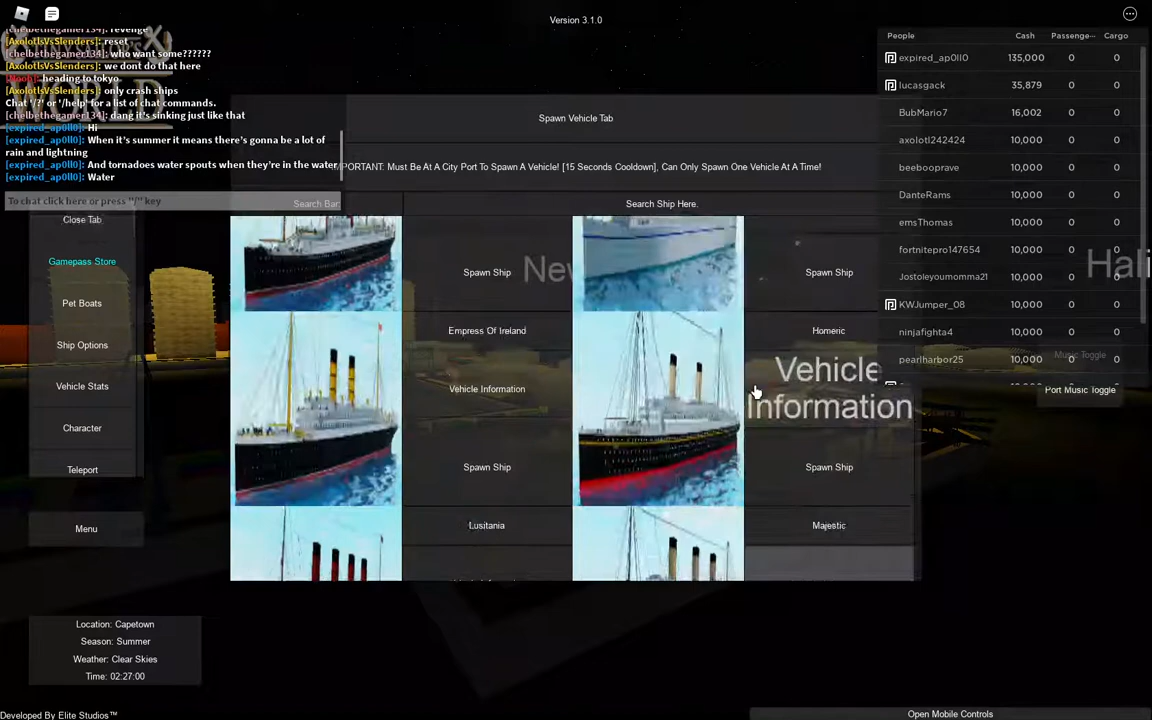 Version 3.1.0
[chelbethegamer134]: revenge
[AxolotlsVsSlenders]: reset
[chelbethegamer134]: who want some??????
[AxolotlsVsSlenders]: we dont do that here
[Noob]: heading to tokyo
[AxolotlsVsSlenders]: only crash ships
Chat '/?' or '/help' for a list of chat commands.
[chelbethegamer134]: dang it's sinking just like that
[expired_ap0ll0]: Hi
[expired_ap0ll0]: When it's summer it means there's gonna be a lot of
rain and lightning
[expired_ap0ll0]: And tornadoes water spouts when they're in the water
[expired_ap0ll0]: Water
To chat click here or press "/" key
WORLD
People Cash Passenge... Cargo
expired_ap0ll0 135,000 0 0
lucasgack 35,879 0 0
BubMario7 16,002 0 0
axolotl242424 10,000 0 0
beebooprave 10,000 0 0
DanteRams 10,000 0 0
emsThomas 10,000 0 0
fortnitepro147654 10,000 0 0
Jostoleyoumomma21 10,000 0 0
KWJumper_08 10,000 0 0
ninjafighta4 10,000 0 0
pearlharbor25 10,000 0 0
Spawn Vehicle Tab
IMPORTANT: Must Be At A City Port To Spawn A Vehicle! [15 Seconds Cooldown], Can Only Spawn One Vehicle At A Time!
Search Bar
Search Ship Here.
Close Tab
Gamepass Store
Pet Boats
Ship Options
Vehicle Stats
Character
Teleport
Menu
Spawn Ship
Spawn Ship
Empress Of Ireland
Homeric
Vehicle Information
Vehicle
Information
Spawn Ship
Spawn Ship
Lusitania
Majestic
Music Toggle
Port Music Toggle
Location: Capetown
Season: Summer
Weather: Clear Skies
Time: 02:27:00
Developed By Elite Studios™
Open Mobile Controls